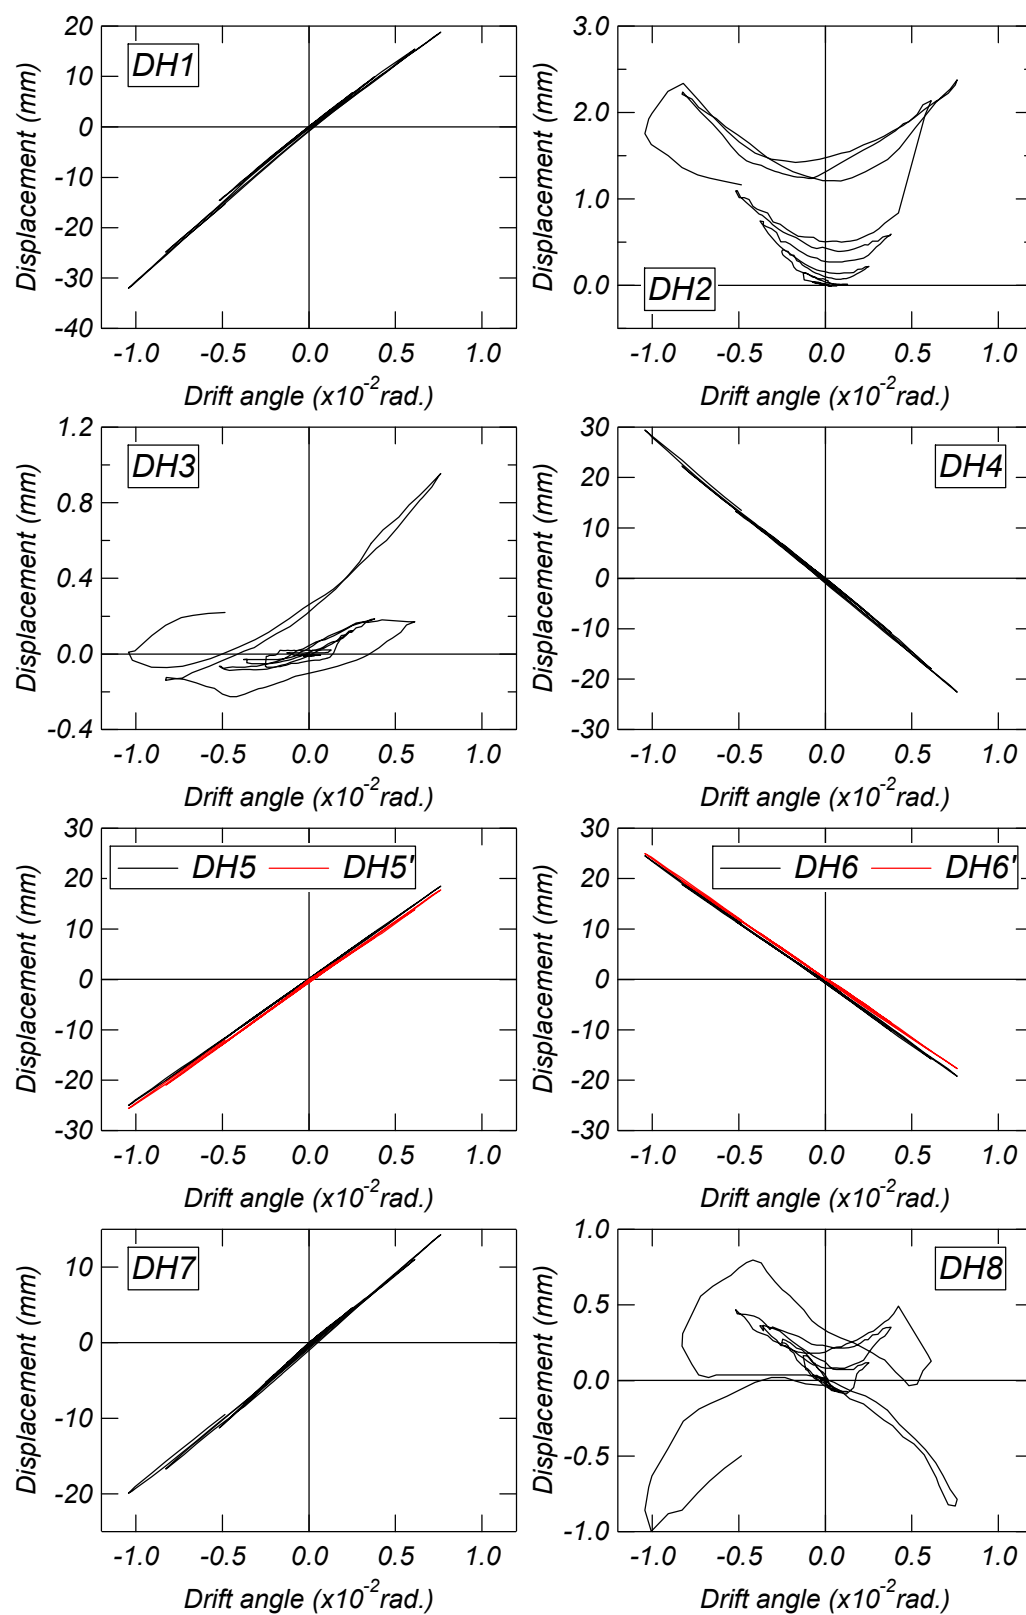 20
10
0
-10
-20
-30
-40
Displacement (mm)
DH1
-1.0 -0.5 0.0 0.5 1.0
Drift angle (x10-2rad.)
3.0
2.0
1.0
0.0
Displacement (mm)
DH2
-1.0 -0.5 0.0 0.5 1.0
Drift angle (x10-2rad.)
1.2
0.8
0.4
0.0
-0.4
Displacement (mm)
DH3
-1.0 -0.5 0.0 0.5 1.0
Drift angle (x10-2rad.)
30
20
10
0
-10
-20
-30
Displacement (mm)
DH4
-1.0 -0.5 0.0 0.5 1.0
Drift angle (x10-2rad.)
30
20
10
0
-10
-20
-30
Displacement (mm)
DH5 DH5'
-1.0 -0.5 0.0 0.5 1.0
Drift angle (x10-2rad.)
30
20
10
0
-10
-20
-30
Displacement (mm)
DH6 DH6'
-1.0 -0.5 0.0 0.5 1.0
Drift angle (x10-2rad.)
10
0
-10
-20
Displacement (mm)
DH7
-1.0 -0.5 0.0 0.5 1.0
Drift angle (x10-2rad.)
1.0
0.5
0.0
-0.5
-1.0
Displacement (mm)
DH8
-1.0 -0.5 0.0 0.5 1.0
Drift angle (x10-2rad.)